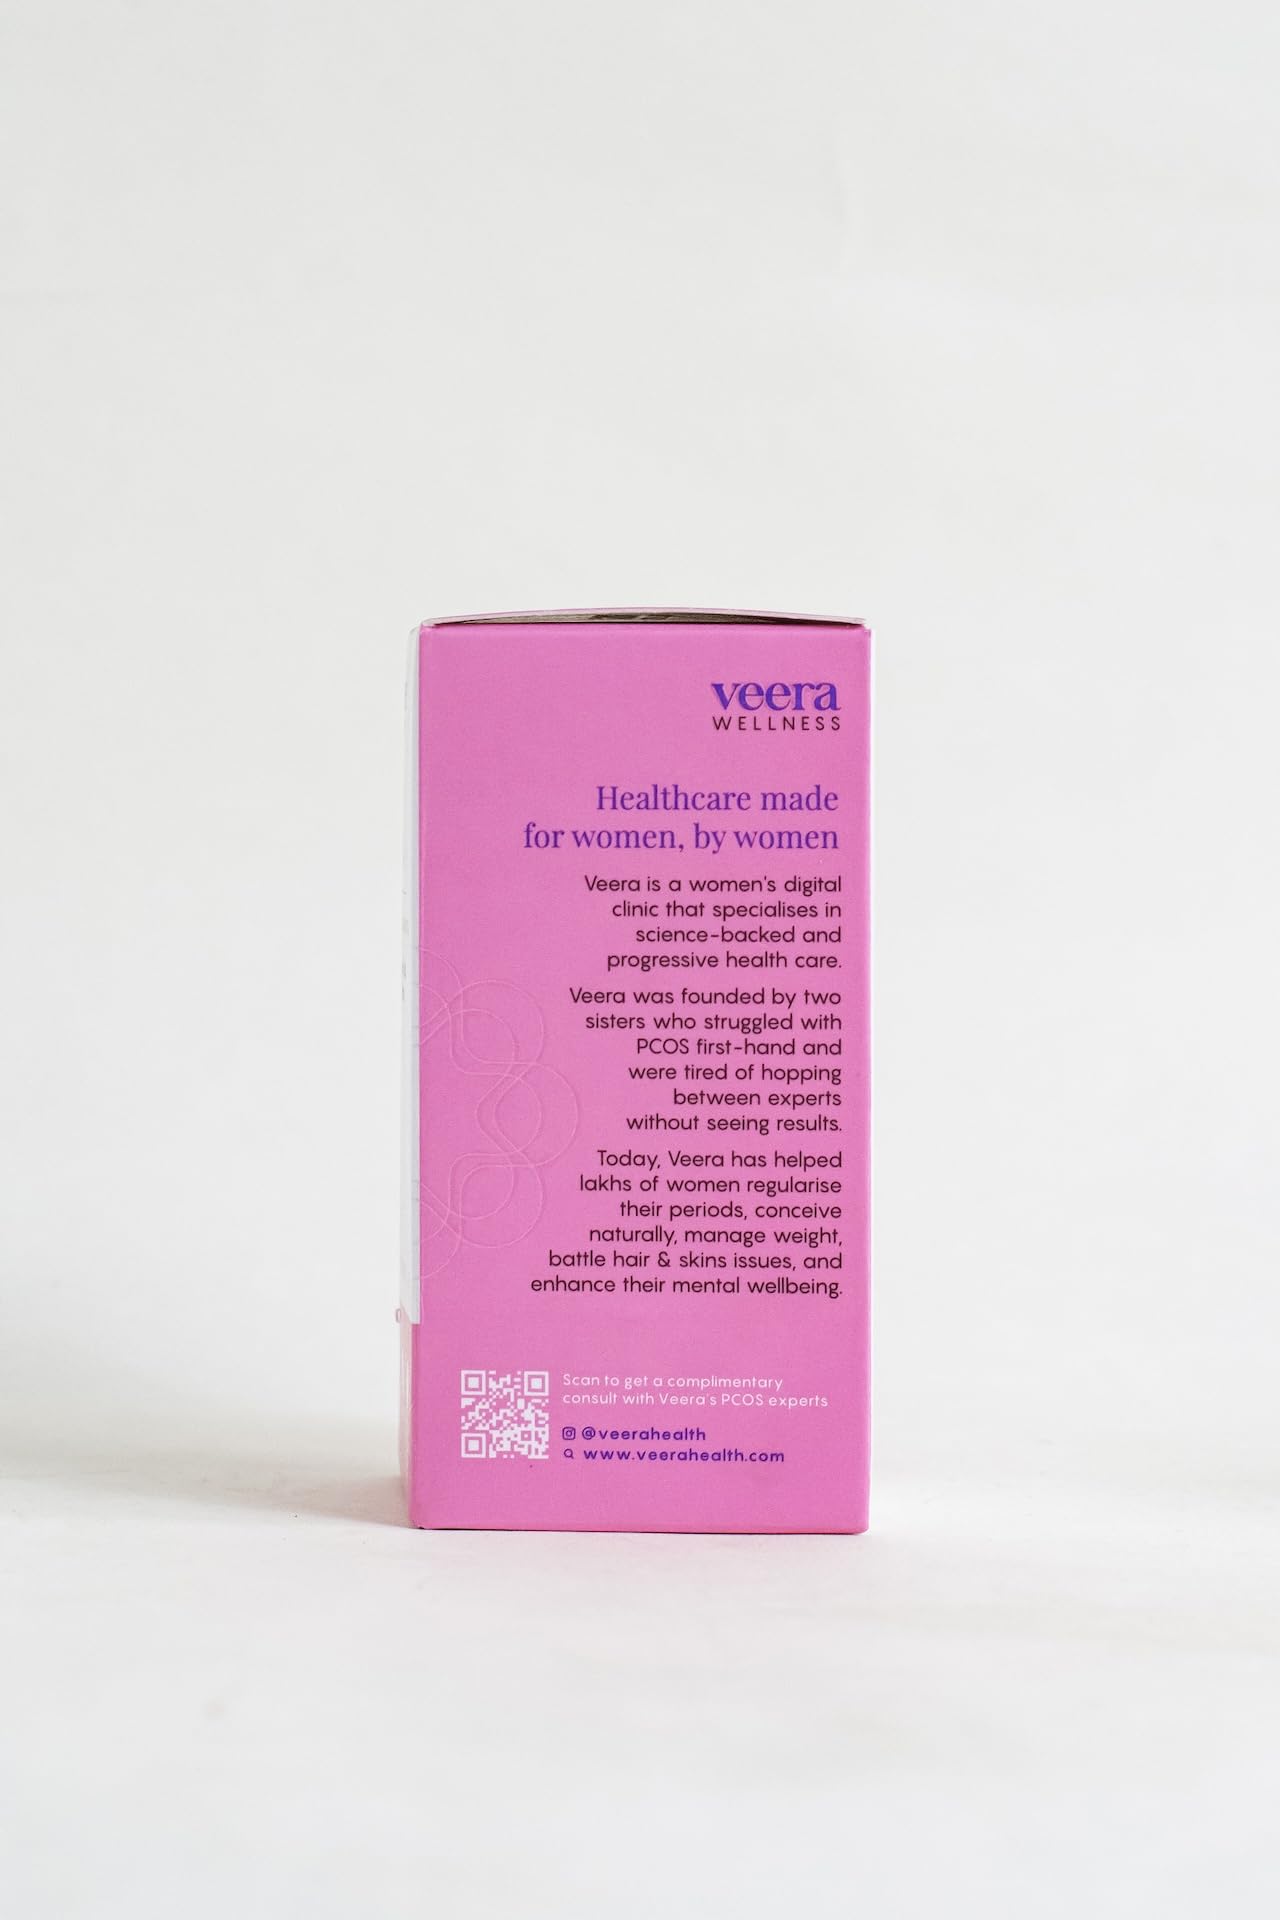 veera
WELLNESS
Healthcare made
for women, by women
Veera is a women's digital
clinic that specialises in
science-backed and
progressive health care.
Veera was founded by two
sisters who struggled with
PCOS first-hand and
were tired of hopping
between experts
without seeing results.
Today, Veera has helped
lakhs of women regularise
their periods, conceive
naturally, manage weight,
battle hair & skins issues, and
enhance their mental wellbeing.
Scan to get a complimentary
consult with Veera's PCOS experts
@veerahealth
www.veerahealth.com